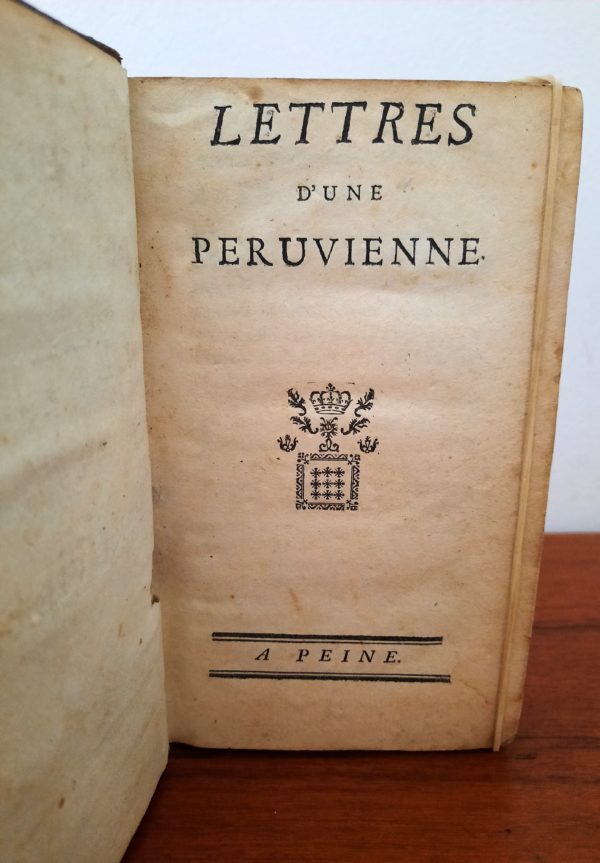 LETTRES
D'UNE
PERUVIENNE.
A PEINE.